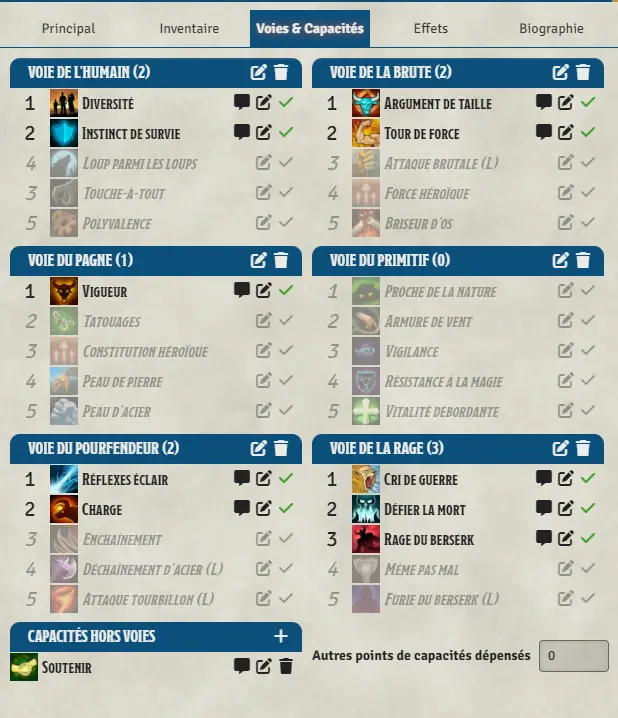 Principal
Inventaire
Voies & Capacités
Effets
Biographie
Voie de l'Humain (2)
1 Diversité
2 Instinct de survie
4 Loup parmi les loups
3 Touche-à-tout
5 Polyvalence
Voie de la Brute (2)
1 Argument de taille
2 Tour de force
3 Attaque brutale (L)
4 Force héroïque
5 Briseur d'os
Voie du Pagne (1)
1 Vigueur
2 Tatouages
3 Constitution héroïque
4 Peau de pierre
5 Peau d'acier
Voie du Primitif (0)
1 Proche de la nature
2 Armure de vent
3 Vigilance
4 Résistance à la magie
5 Vitalité débordante
Voie du Pourfendeur (2)
1 Réflexes éclair
2 Charge
3 Enchaînement
4 Déchaînement d'acier (L)
5 Attaque tourbillon (L)
Voie de la Rage (3)
1 Cri de guerre
2 Défier la mort
3 Rage du berserk
4 Même pas mal
5 Furie du berserk (L)
Capacités hors voies
Soutenir
Autres points de capacités dépensés 0